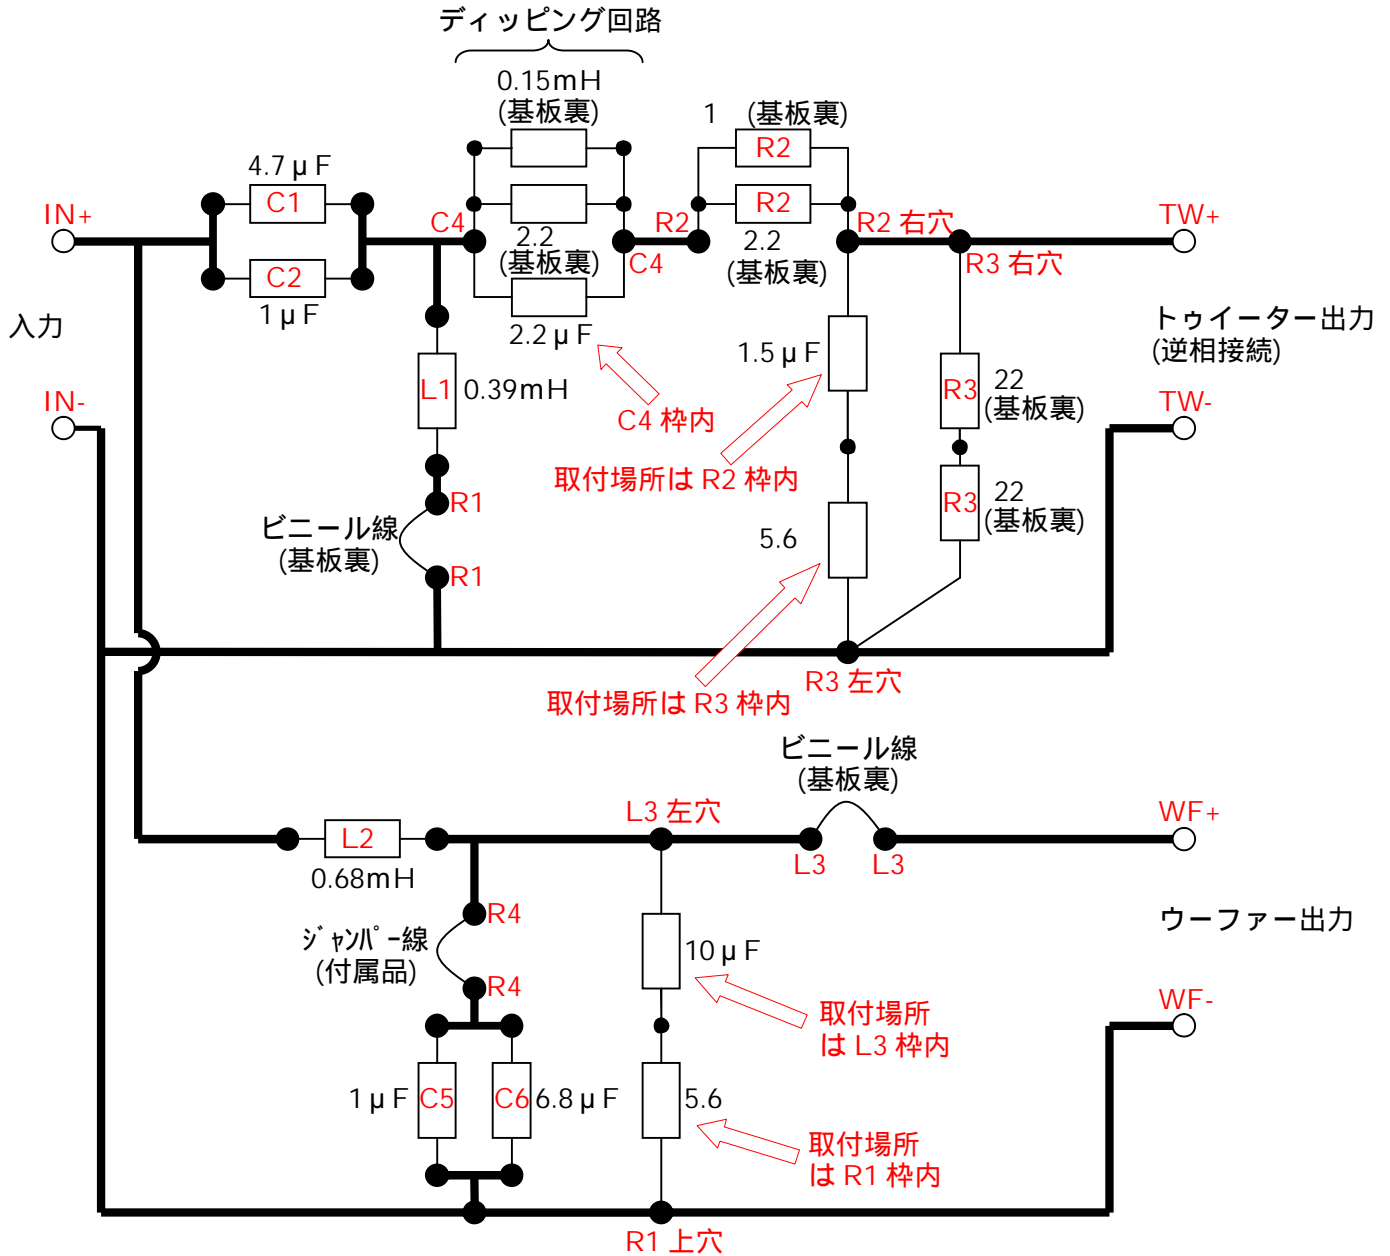 ディッピング回路
0.15mH
(基板裏)
1 (基板裏)
R2
4.7μF
C1
R2
IN+
C4
2.2
(基板裏)
R2
2.2
(基板裏)
R2 右穴
TW+
C4
R3 右穴
C2
1μF
入力
2.2μF
トゥイーター出力
(逆相接続)
1.5μF
L1
0.39mH
R3
22
(基板裏)
IN-
C4 枠内
TW-
取付場所は R2 枠内
R1
R3
22
(基板裏)
ビニール線
(基板裏)
5.6
R1
R3 左穴
取付場所は R3 枠内
ビニール線
(基板裏)
L3 左穴
WF+
L2
L3
L3
0.68mH
R4
ウーファー出力
ジャンパー線
(付属品)
10μF
R4
取付場所
は L3 枠内
WF-
1μF
C5
C6
6.8μF
5.6
取付場所
は R1 枠内
R1 上穴